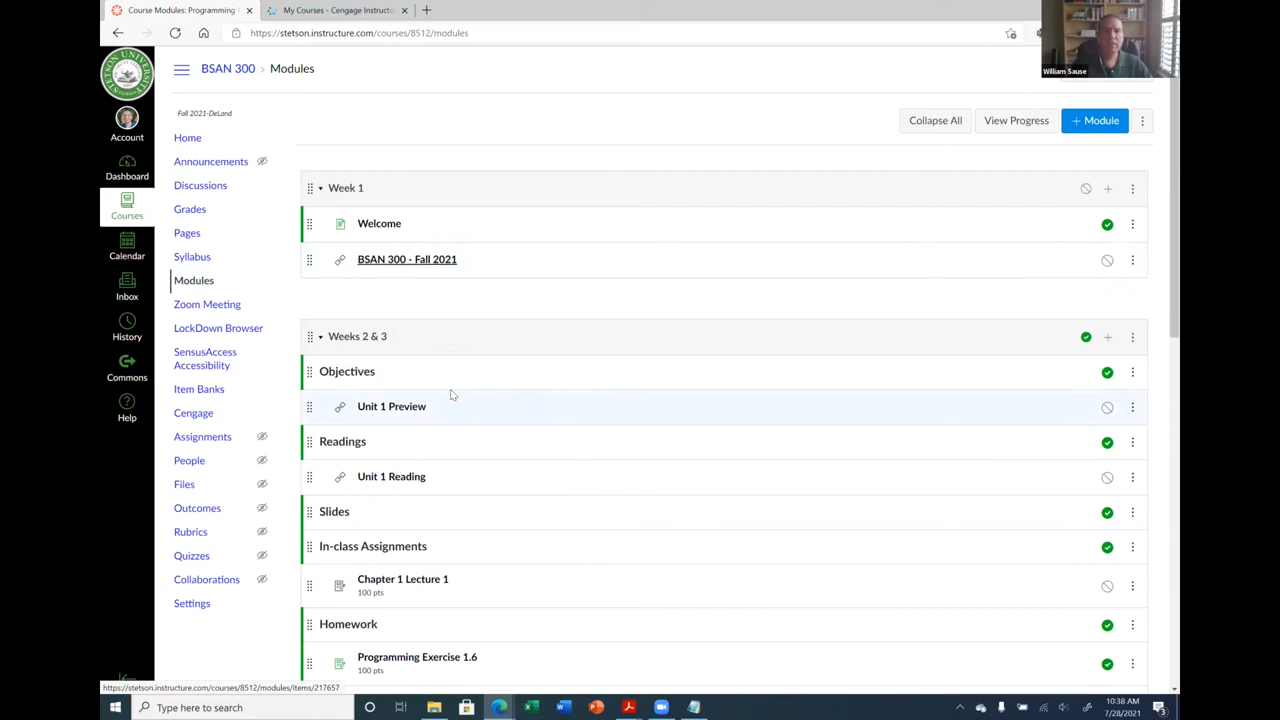 Course Modules: Programming
My Courses - Cengage Instructo
https://stetson.instructure.com/courses/8512/modules
William Sause
STETSON UNIVERSITY
BSAN 300 > Modules
Fall 2021-DeLand
Collapse All
View Progress
+ Module
Account
Dashboard
Courses
Calendar
Inbox
History
Commons
Help
Home
Announcements
Discussions
Grades
Pages
Syllabus
Modules
Zoom Meeting
LockDown Browser
SensusAccess
Accessibility
Item Banks
Cengage
Assignments
People
Files
Outcomes
Rubrics
Quizzes
Collaborations
Settings
Week 1
Welcome
BSAN 300 - Fall 2021
Weeks 2 & 3
Objectives
Unit 1 Preview
Readings
Unit 1 Reading
Slides
In-class Assignments
Chapter 1 Lecture 1
100 pts
Homework
Programming Exercise 1.6
100 pts
https://stetson.instructure.com/courses/8512/modules/items/217657
Type here to search
10:38 AM
7/28/2021
3